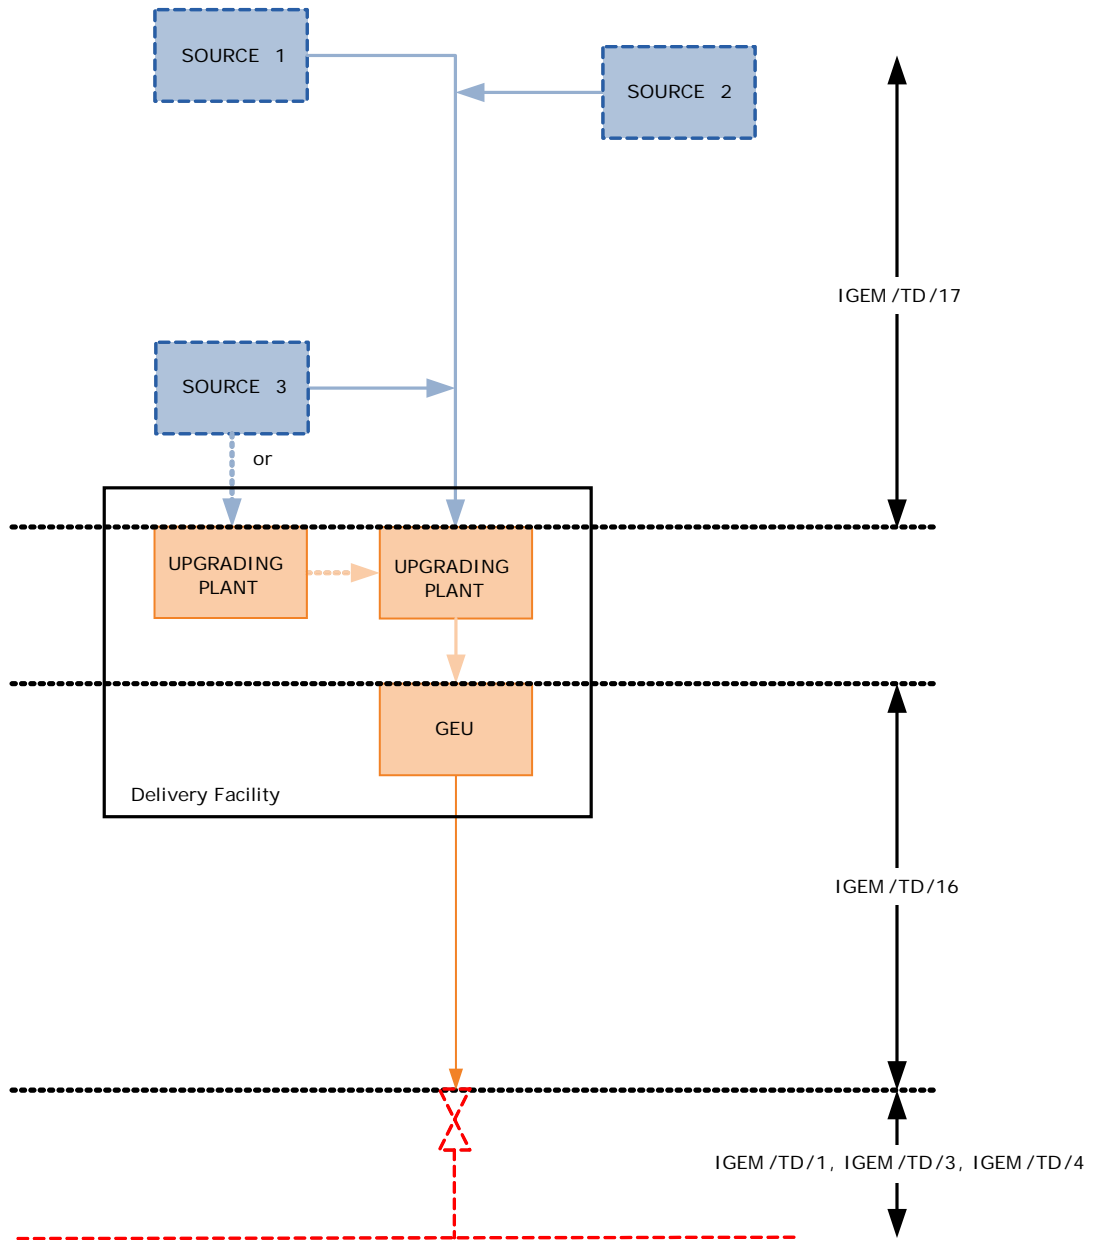 SOURCE 1
SOURCE 2
IGEM/TD/17
SOURCE 3
or
UPGRADING
PLANT
UPGRADING
PLANT
GEU
Delivery Facility
IGEM/TD/16
IGEM/TD/1, IGEM/TD/3, IGEM/TD/4